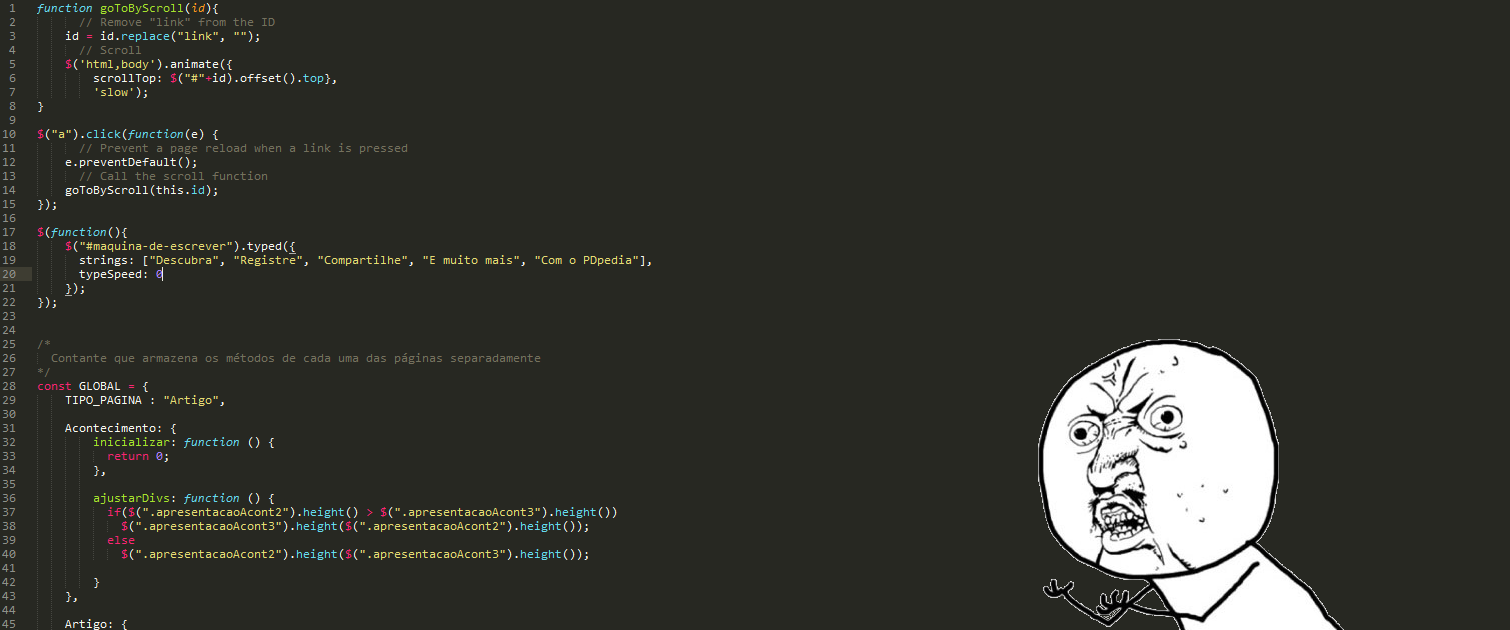 1 function goToByScroll(id){
2 // Remove "link" from the ID
3 id = id.replace("link", "");
4 // Scroll
5 $('html,body').animate({
6 scrollTop: $("#"+id).offset().top},
7 'slow');
8 }
9
10 $("a").click(function(e) {
11 // Prevent a page reload when a link is pressed
12 e.preventDefault();
13 // Call the scroll function
14 goToByScroll(this.id);
15 });
16
17 $(function(){
18 $("#maquina-de-escrever").typed({
19 strings: ["Descubra", "Registre", "Compartilhe", "E muito mais", "Com o PDpedia"],
20 typeSpeed: 0
21 });
22 });
23
24
25 /*
26 Contante que armazena os métodos de cada uma das páginas separadamente
27 */
28 const GLOBAL = {
29 TIPO_PAGINA : "Artigo",
30
31 Acontecimento: {
32 inicializar: function () {
33 return 0;
34 },
35
36 ajustarDivs: function () {
37 if($(".apresentacaoAcont2").height() > $(".apresentacaoAcont3").height())
38 $(".apresentacaoAcont3").height($(".apresentacaoAcont2").height());
39 else
40 $(".apresentacaoAcont2").height($(".apresentacaoAcont3").height());
41
42 }
43 },
44
45 Artigo: {